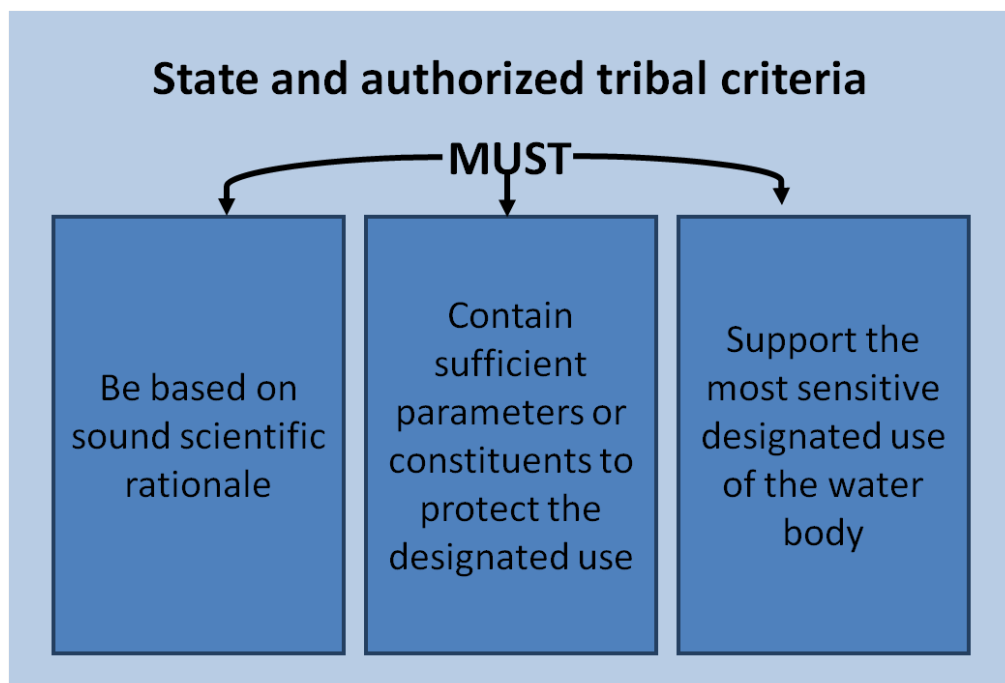 State and authorized tribal criteria
MUST
Be based on
sound scientific
rationale
Contain
sufficient
parameters or
constituents to
protect the
designated use
Support the
most sensitive
designated use
of the water
body